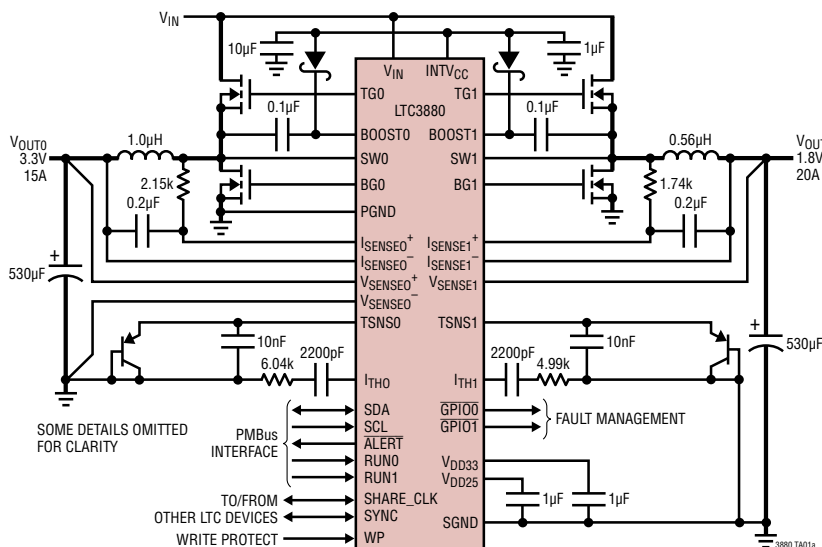 VIN
10µF
1µF
VIN
INTVCC
TG0
TG1
LTC3880
0.1µF
0.1µF
BOOST0
BOOST1
VOUT0
3.3V
15A
1.0µH
SW0
SW1
0.56µH
VOUT
1.8V
20A
2.15k
BG0
BG1
1.74k
0.2µF
PGND
0.2µF
ISENSE0+
ISENSE1+
ISENSE0–
ISENSE1–
VSENSE0+
VSENSE1
VSENSE0–
+
530µF
+
530µF
TSNS0
TSNS1
10nF
10nF
2200pF
2200pF
6.04k
4.99k
ITH0
ITH1
SOME DETAILS OMITTED
FOR CLARITY
PMBus
INTERFACE
SDA
SCL
ALERT
RUN0
RUN1
GPIO0
GPIO1
FAULT MANAGEMENT
VDD33
VDD25
1µF
1µF
TO/FROM
OTHER LTC DEVICES
SHARE_CLK
SYNC
SGND
WRITE PROTECT
WP
3880 TA01a